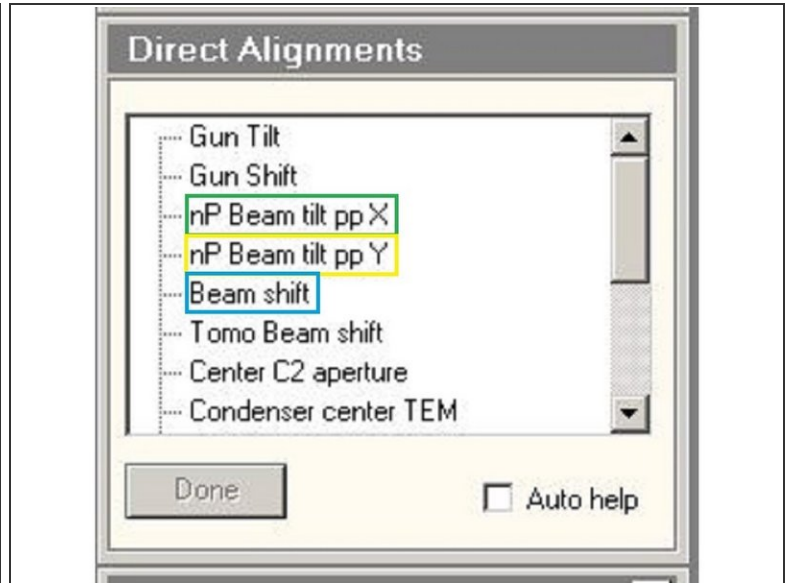 Direct Alignments
Gun Tilt
Gun Shift
nP Beam tilt pp X
nP Beam tilt pp Y
Beam shift
Tomo Beam shift
Center C2 aperture
Condenser center TEM
Done
Auto help